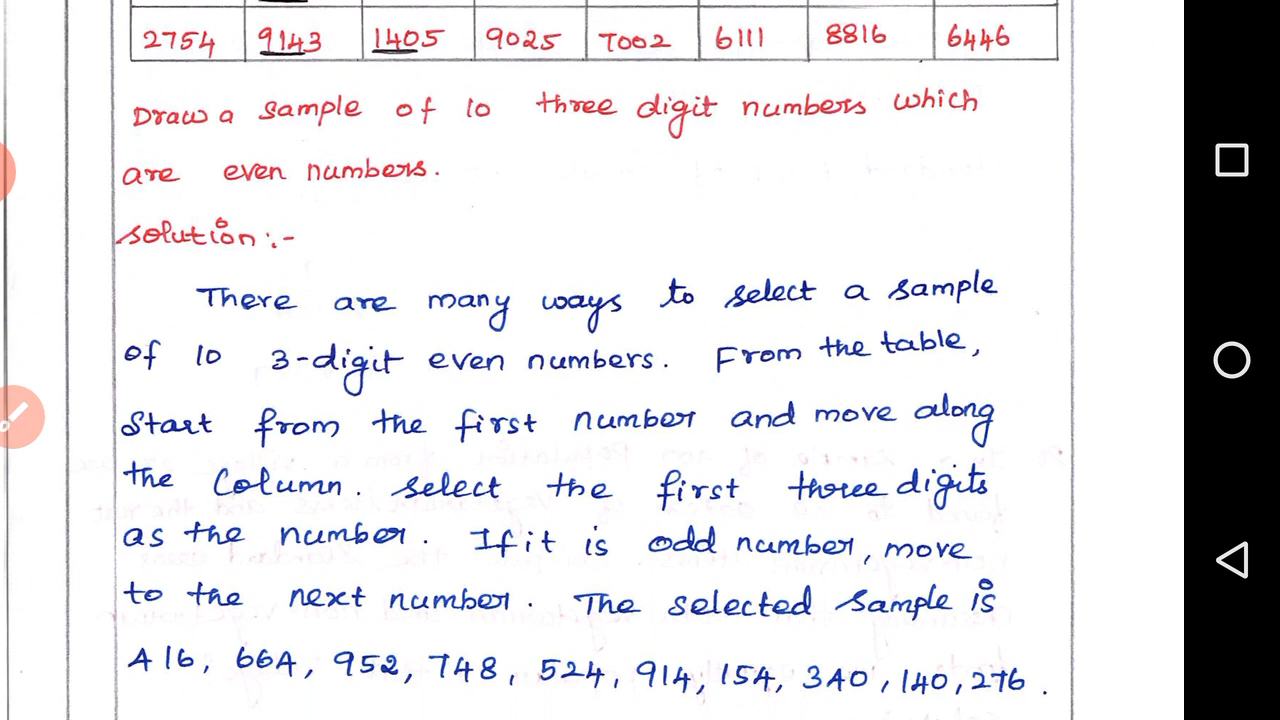 2754 9143 1405 9025 7002 6111 8816 6446
Draw a sample of 10 three digit numbers which
are even numbers.
Solution:-
There are many ways to select a sample
of 10 3-digit even numbers. From the table,
Start from the first number and move along
the Column. select the first three digits
as the number. If it is odd number, move
to the next number. The selected sample is
416, 664, 952, 748, 524, 914, 154, 340, 140, 276.